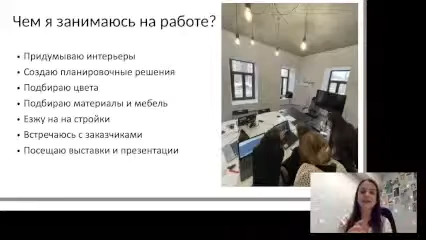 Чем я занимаюсь на работе?
Придумываю интерьеры
Создаю планировочные решения
Подбираю цвета
Подбираю материалы и мебель
Езжу на на стройки
Встречаюсь с заказчиками
Посещаю выставки и презентации